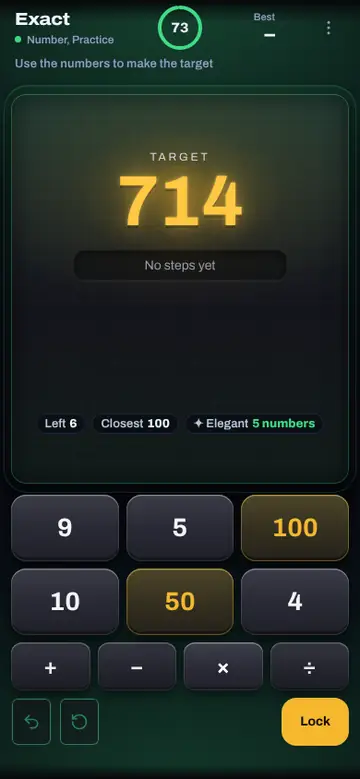 Exact
Number, Practice
73
Best
–
Use the numbers to make the target
TARGET
714
No steps yet
Left 6
Closest 100
✦ Elegant 5 numbers
9
5
100
10
50
4
+
−
×
÷
Lock